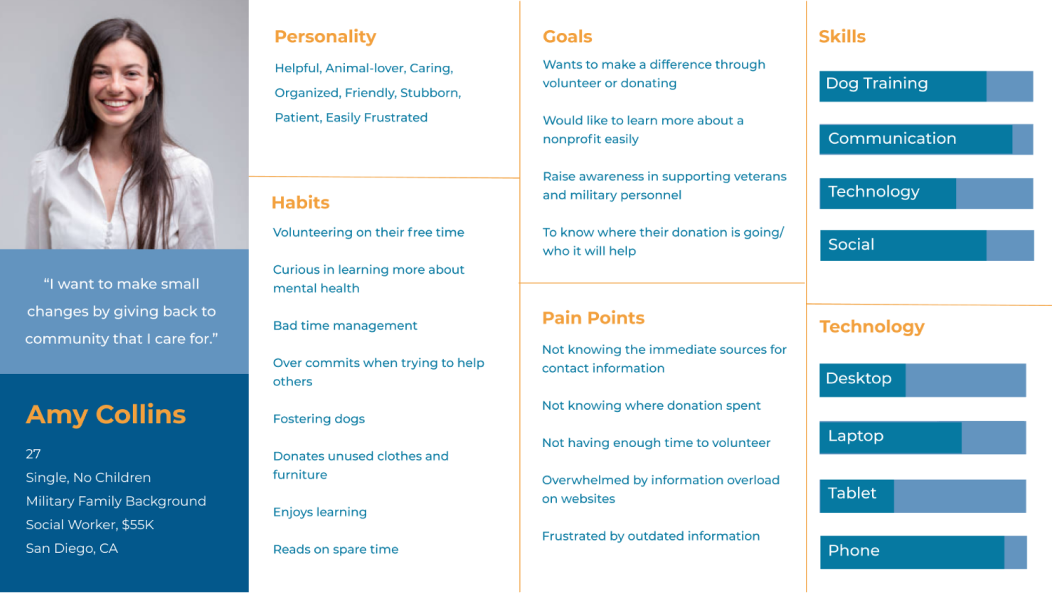 “I want to make small
changes by giving back to
community that I care for.”
Amy Collins
27
Single, No Children
Military Family Background
Social Worker, $55K
San Diego, CA
Personality
Helpful, Animal-lover, Caring,
Organized, Friendly, Stubborn,
Patient, Easily Frustrated
Habits
Volunteering on their free time
Curious in learning more about
mental health
Bad time management
Over commits when trying to help
others
Fostering dogs
Donates unused clothes and
furniture
Enjoys learning
Reads on spare time
Goals
Wants to make a difference through
volunteer or donating
Would like to learn more about a
nonprofit easily
Raise awareness in supporting veterans
and military personnel
To know where their donation is going/
who it will help
Pain Points
Not knowing the immediate sources for
contact information
Not knowing where donation spent
Not having enough time to volunteer
Overwhelmed by information overload
on websites
Frustrated by outdated information
Skills
Dog Training
Communication
Technology
Social
Technology
Desktop
Laptop
Tablet
Phone